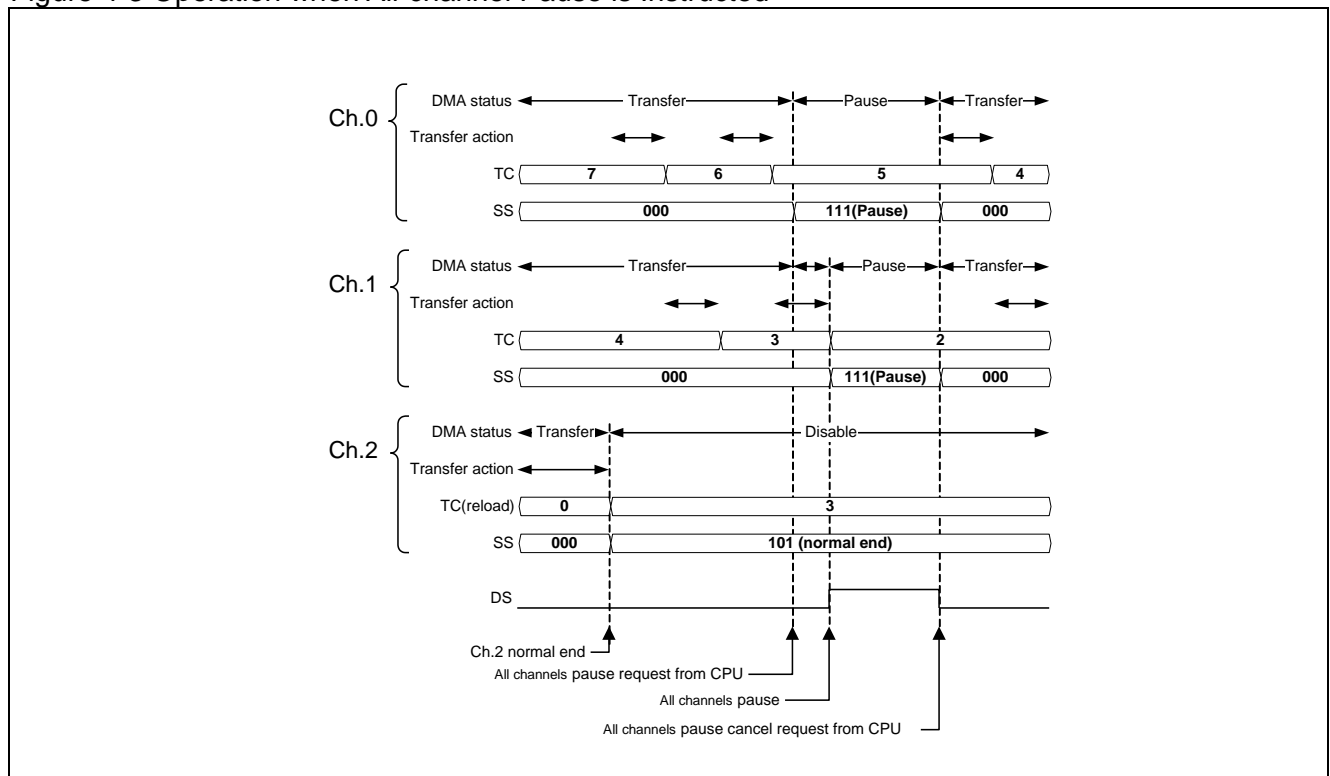 Figure Operation when All-channel Pause is Instructed
Ch.0
DMA status Transfer Pause Transfer
Transfer action
TC 7 6 5 4
SS 000 111(Pause) 000
Ch.1
DMA status Transfer Pause Transfer
Transfer action
TC 4 3 2
SS 000 111(Pause) 000
Ch.2
DMA status Transfer Disable
Transfer action
TC(reload) 0 3
SS 000 101 (normal end)
DS
Ch.2 normal end
All channels pause request from CPU
All channels pause
All channels pause cancel request from CPU